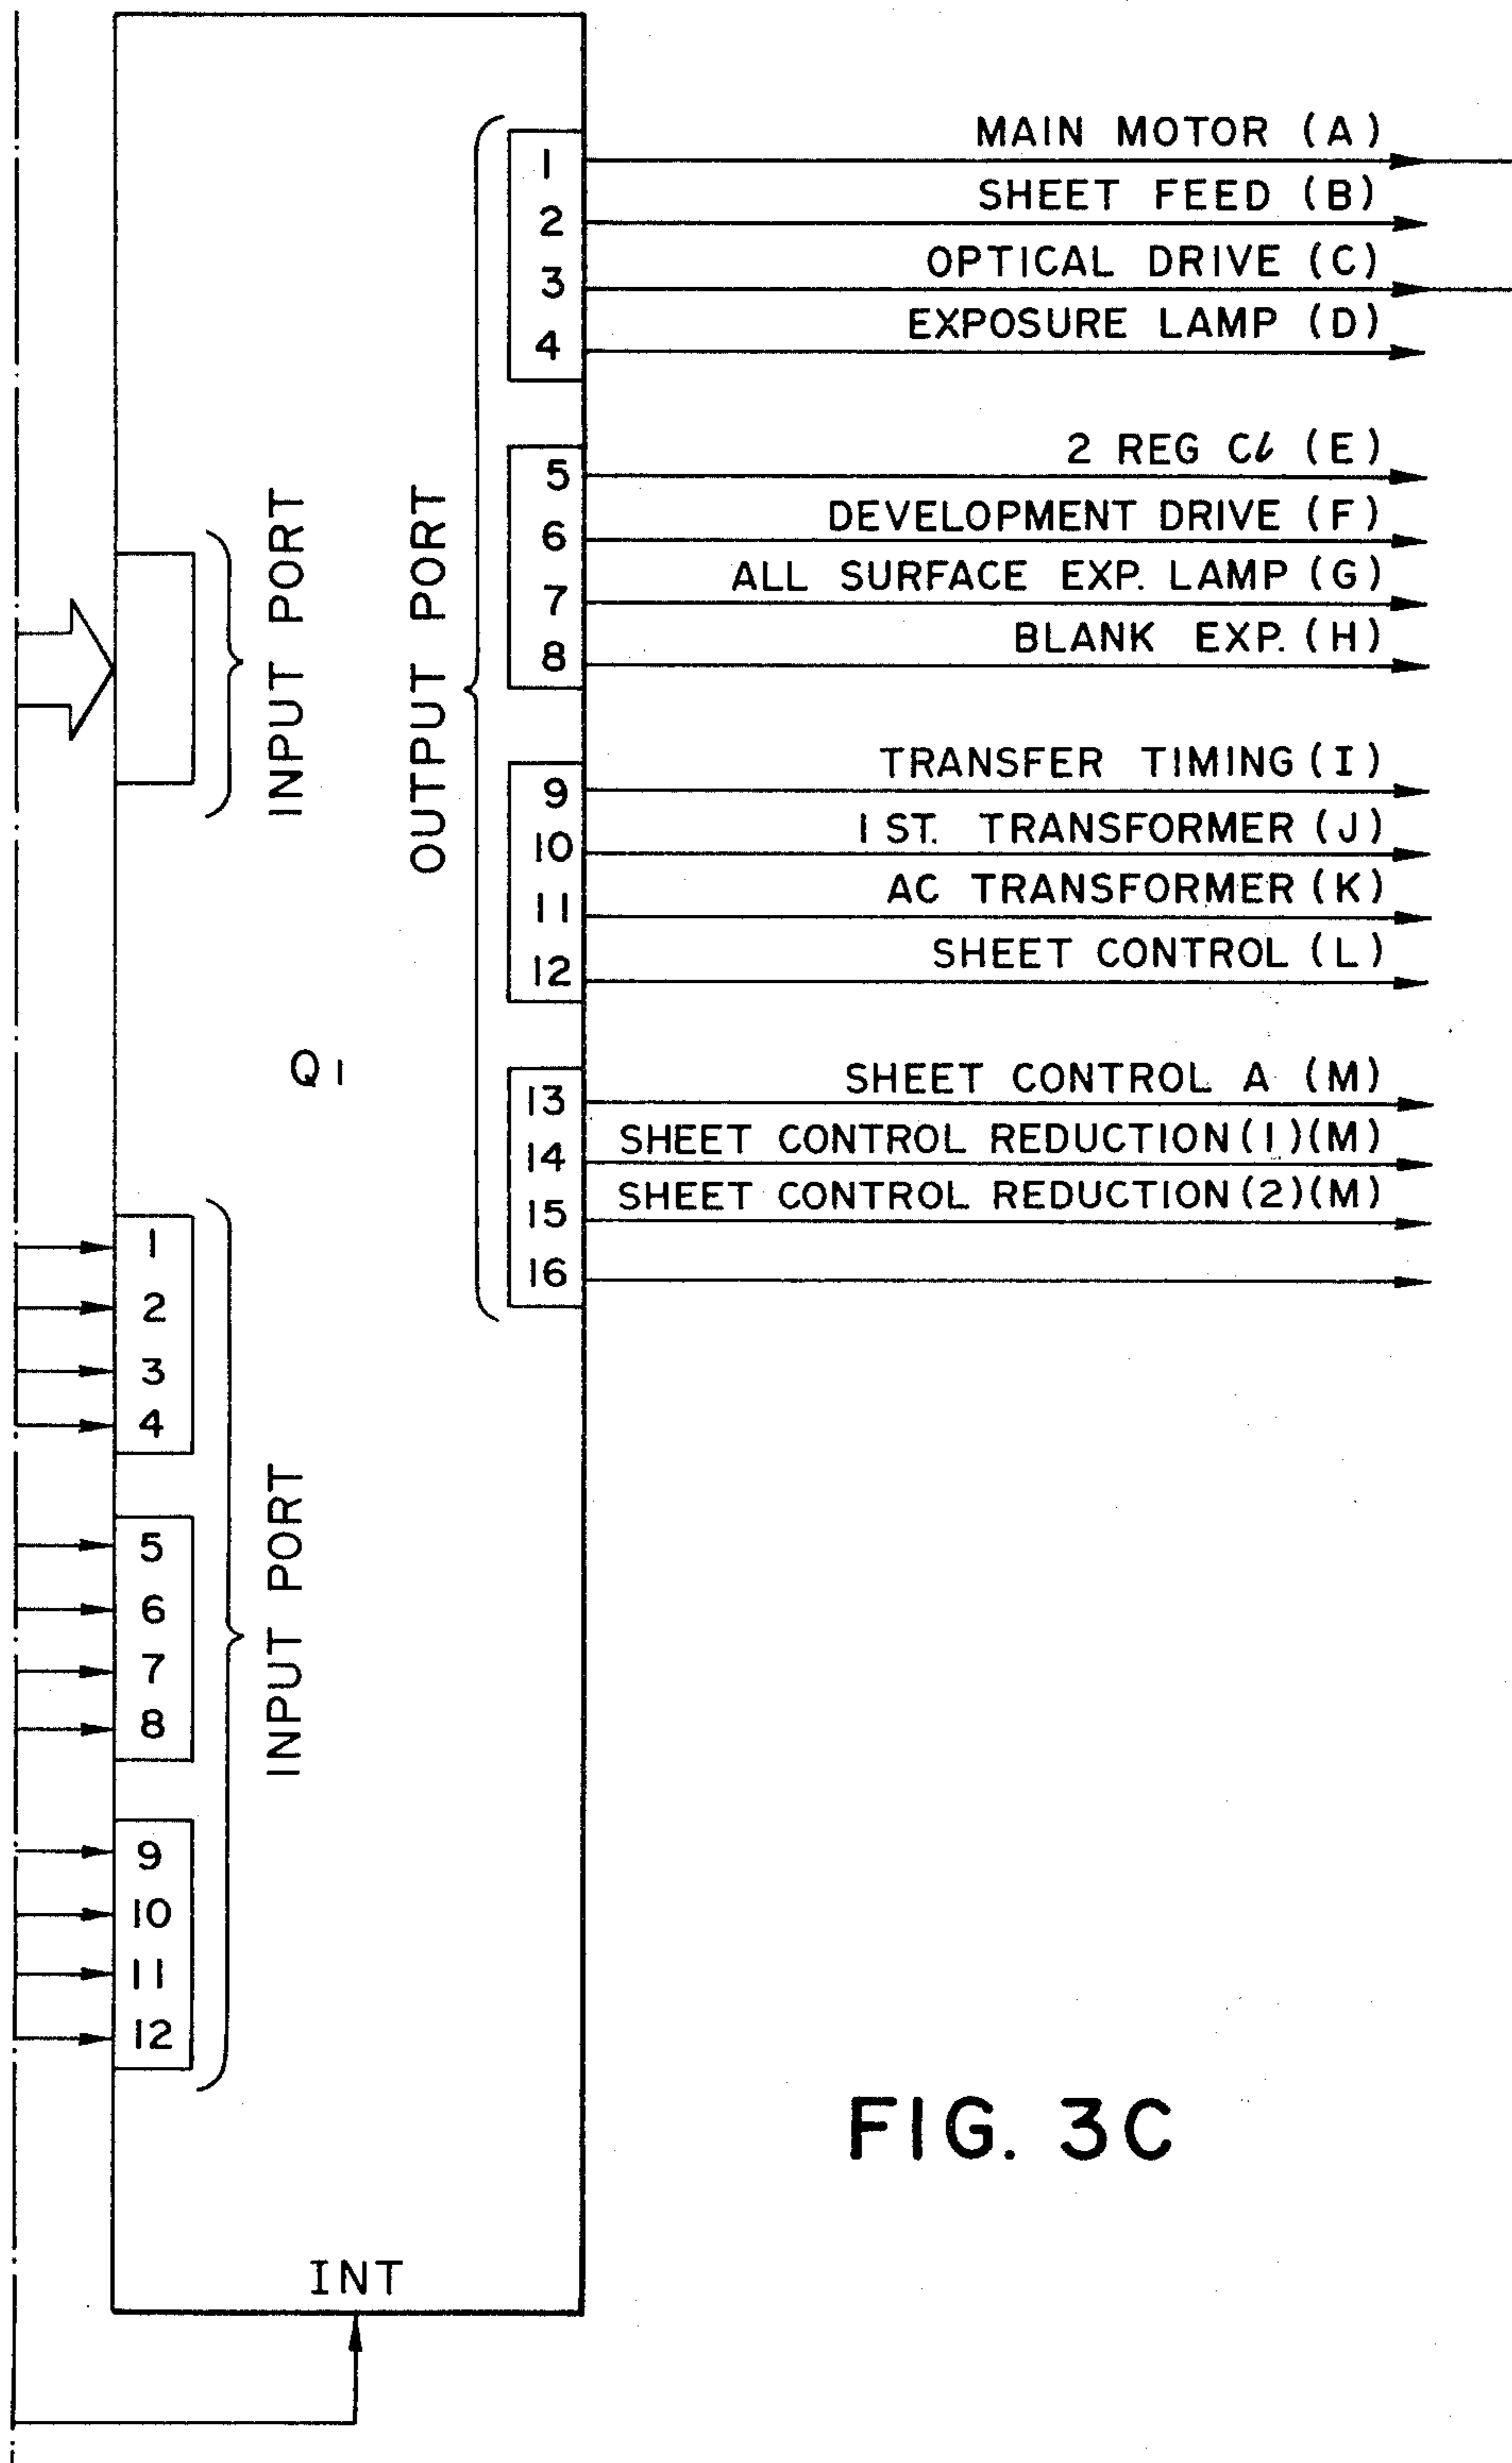 MAIN MOTOR (A)
1
SHEET FEED (B)
2
OPTICAL DRIVE (C)
3
EXPOSURE LAMP (D)
4
2 REG Cl (E)
5
DEVELOPMENT DRIVE (F)
6
ALL SURFACE EXP. LAMP (G)
7
BLANK EXP. (H)
8
INPUT PORT
OUTPUT PORT
TRANSFER TIMING (I)
9
1 ST. TRANSFORMER (J)
10
AC TRANSFORMER (K)
11
SHEET CONTROL (L)
12
Q1
SHEET CONTROL A (M)
13
SHEET CONTROL REDUCTION (1) (M)
14
SHEET CONTROL REDUCTION (2) (M)
15
16
1
2
3
4
5
6
7
8
9
10
11
12
INPUT PORT
FIG. 3C
INT